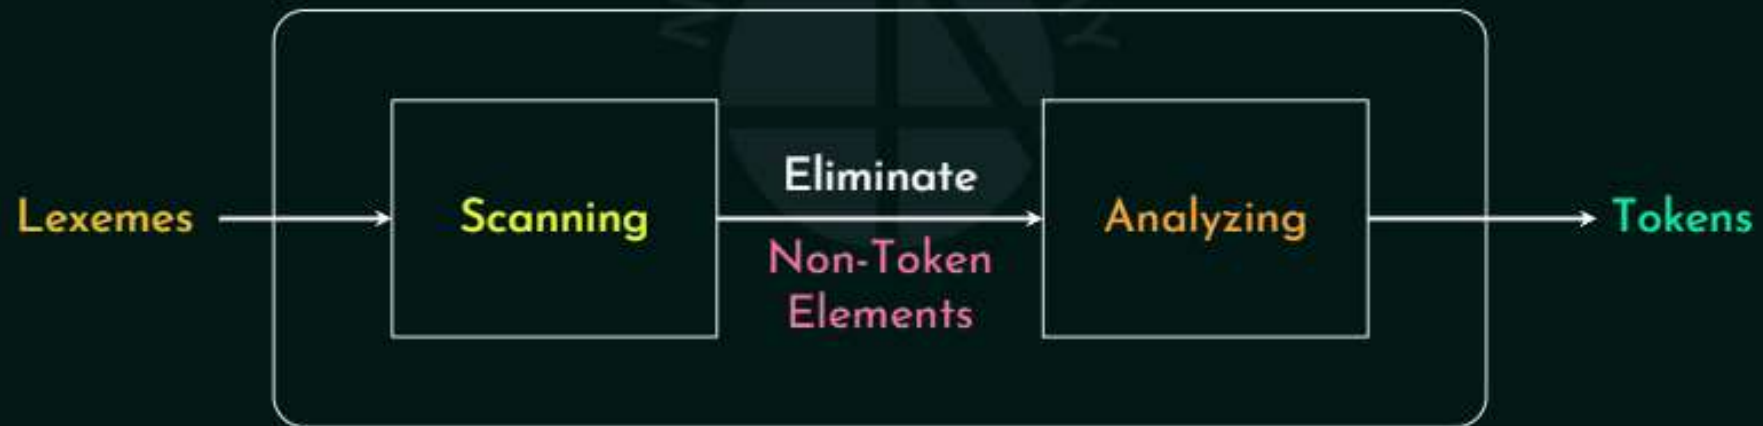 Lexemes
Scanning
Eliminate
Non-Token
Elements
Analyzing
Tokens